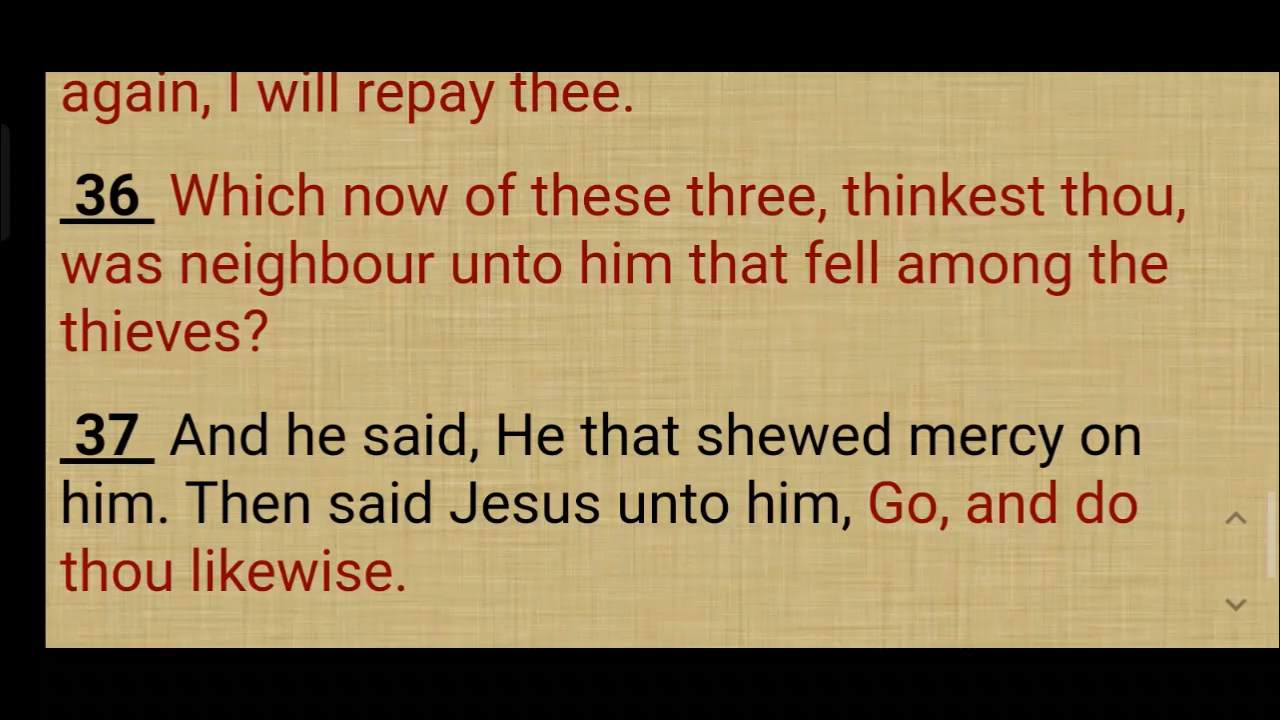 again, I will repay thee.
36 Which now of these three, thinkest thou,
was neighbour unto him that fell among the
thieves?
37 And he said, He that shewed mercy on
him. Then said Jesus unto him, Go, and do
thou likewise.